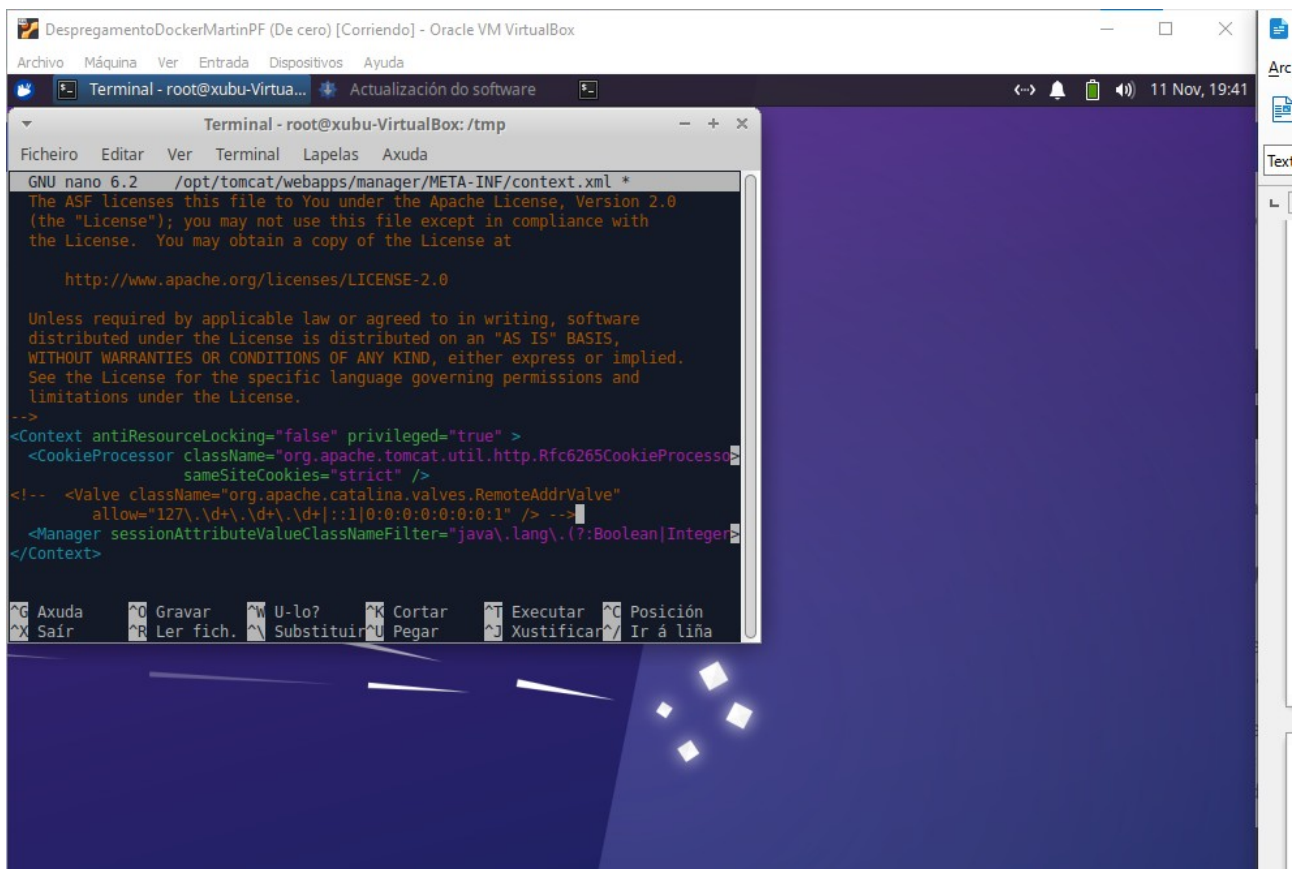 DespregamentoDockerMartinPF (De cero) [Corriendo] - Oracle VM VirtualBox
Archivo Máquina Ver Entrada Dispositivos Ayuda
Terminal - root@xubu-Virtua... Actualización do software 11 Nov, 19:41
Terminal - root@xubu-VirtualBox: /tmp
Ficheiro Editar Ver Terminal Lapelas Axuda
GNU nano 6.2 /opt/tomcat/webapps/manager/META-INF/context.xml *
The ASF licenses this file to You under the Apache License, Version 2.0
(the "License"); you may not use this file except in compliance with
the License. You may obtain a copy of the License at
http://www.apache.org/licenses/LICENSE-2.0
Unless required by applicable law or agreed to in writing, software
distributed under the License is distributed on an "AS IS" BASIS,
WITHOUT WARRANTIES OR CONDITIONS OF ANY KIND, either express or implied.
See the License for the specific language governing permissions and
limitations under the License.
-->
<Context antiResourceLocking="false" privileged="true" >
<CookieProcessor className="org.apache.tomcat.util.http.Rfc6265CookieProcesso>
sameSiteCookies="strict" />
<!-- <Valve className="org.apache.catalina.valves.RemoteAddrValve"
allow="127\.\d+\.\d+\.\d+|::1|0:0:0:0:0:0:0:1" /> -->
<Manager sessionAttributeValueClassNameFilter="java\.lang\.(?:Boolean|Integer>
</Context>
^G Axuda ^O Gravar ^W U-lo? ^K Cortar ^T Executar ^C Posición
^X Saír ^R Ler fich. ^\ Substituir ^U Pegar ^J Xustificar ^/ Ir á liña
Arc
Text